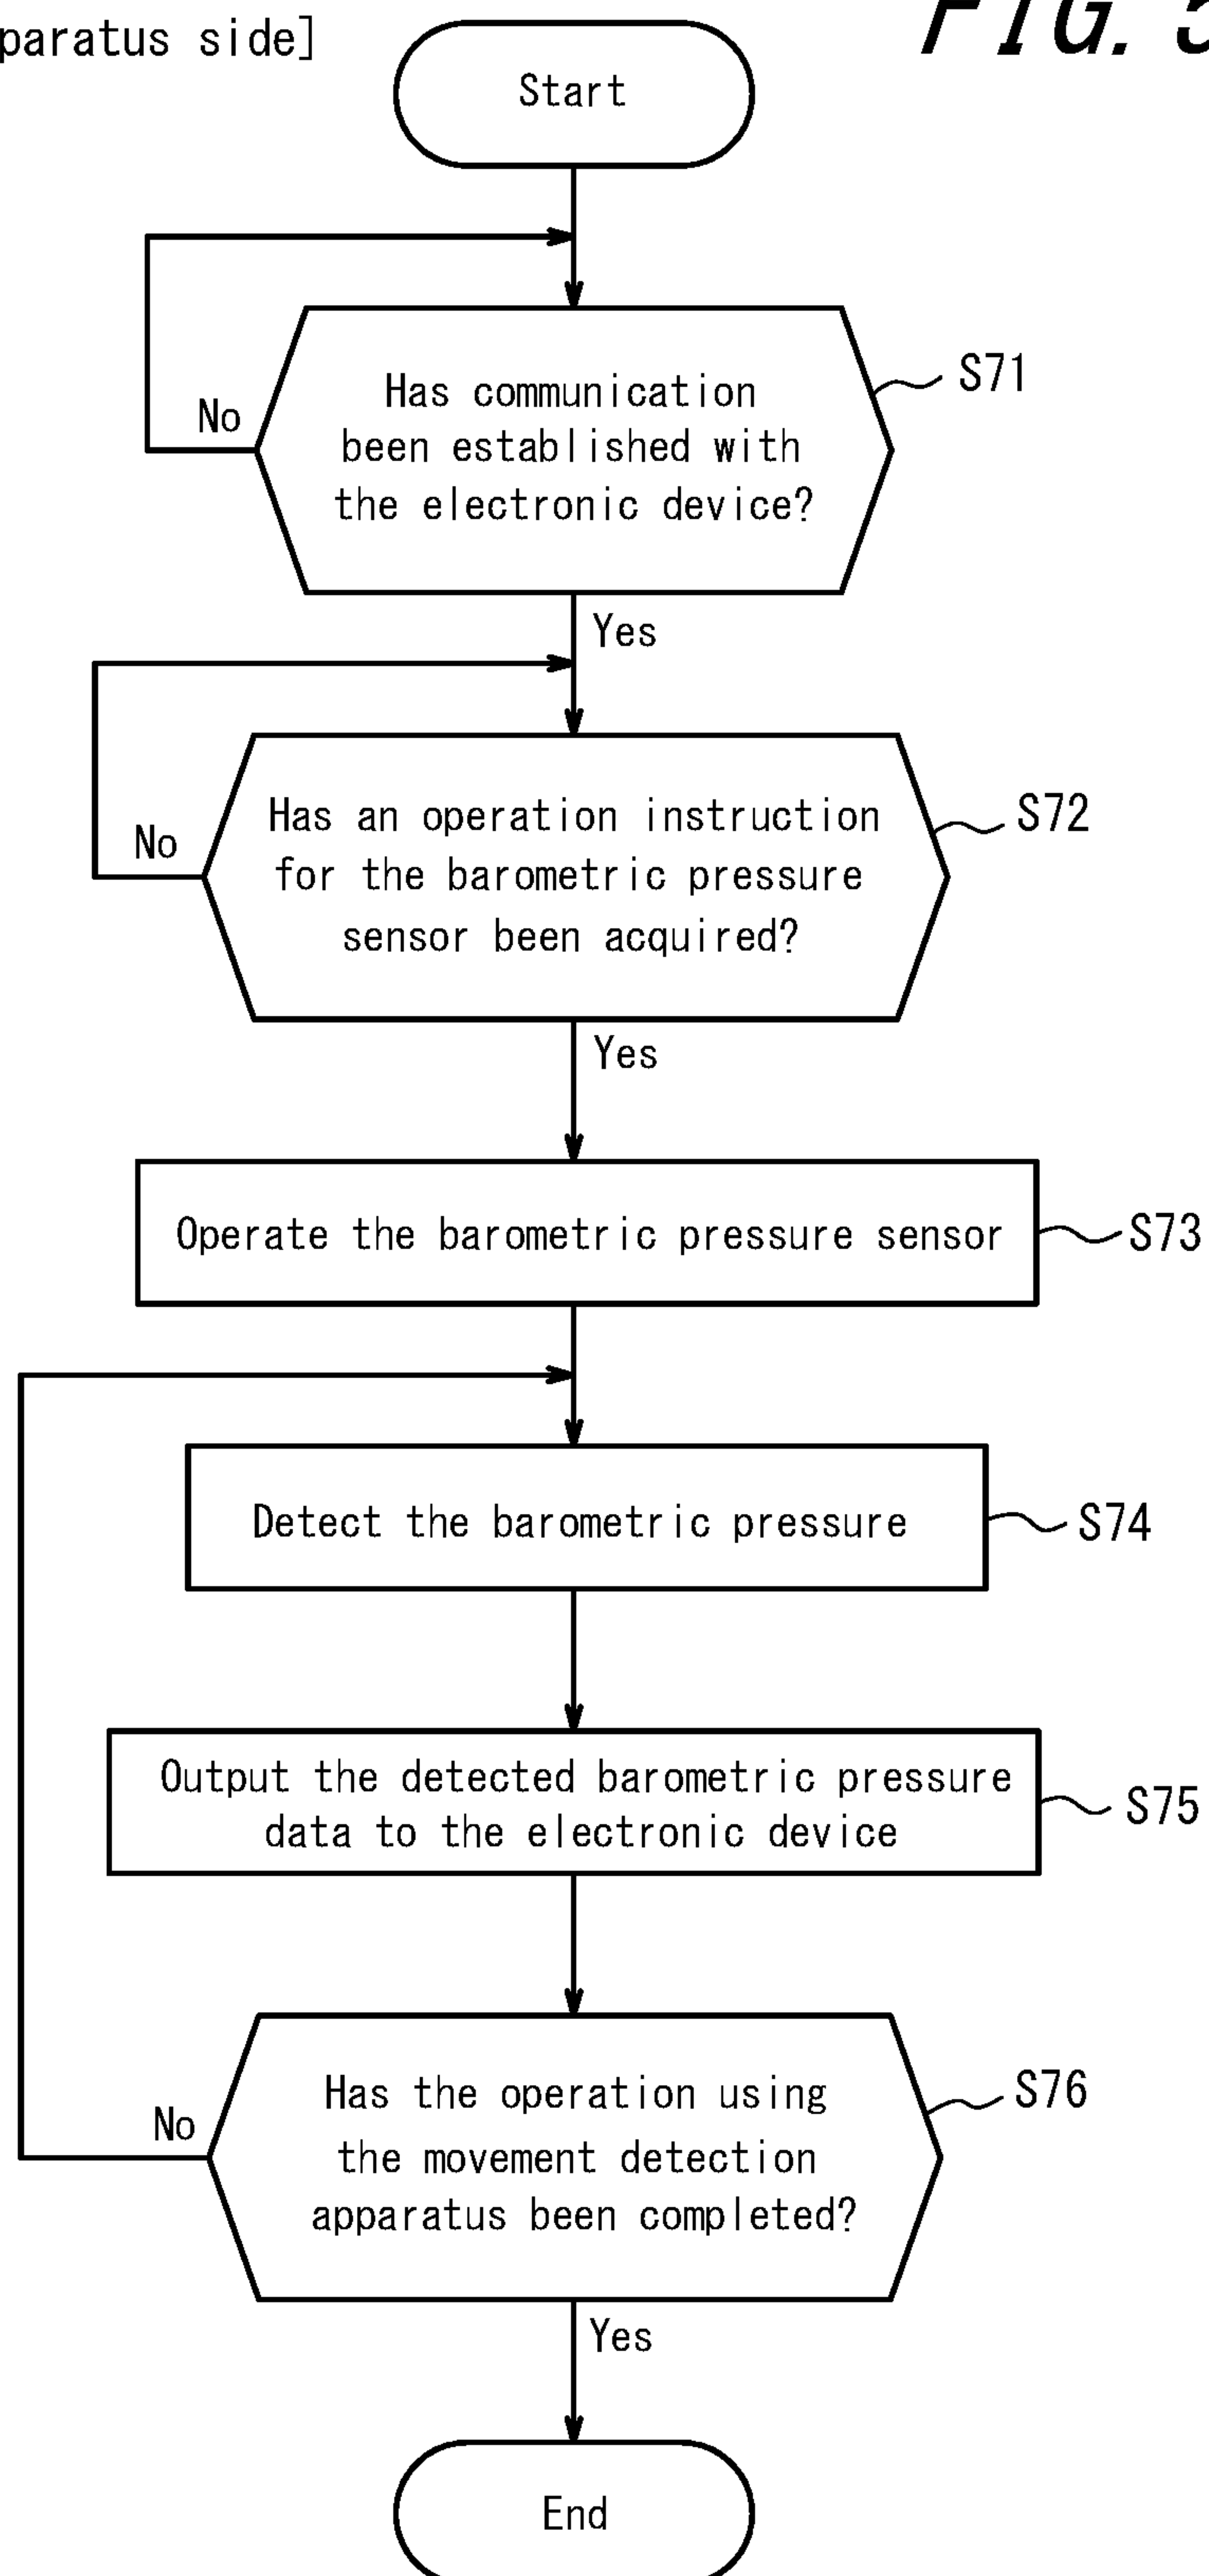 paratus side]
FIG. 5
Start
Has communication
been established with
the electronic device?
S71
No
Yes
Has an operation instruction
for the barometric pressure
sensor been acquired?
S72
No
Yes
Operate the barometric pressure sensor
S73
Detect the barometric pressure
S74
Output the detected barometric pressure
data to the electronic device
S75
Has the operation using
the movement detection
apparatus been completed?
S76
No
Yes
End